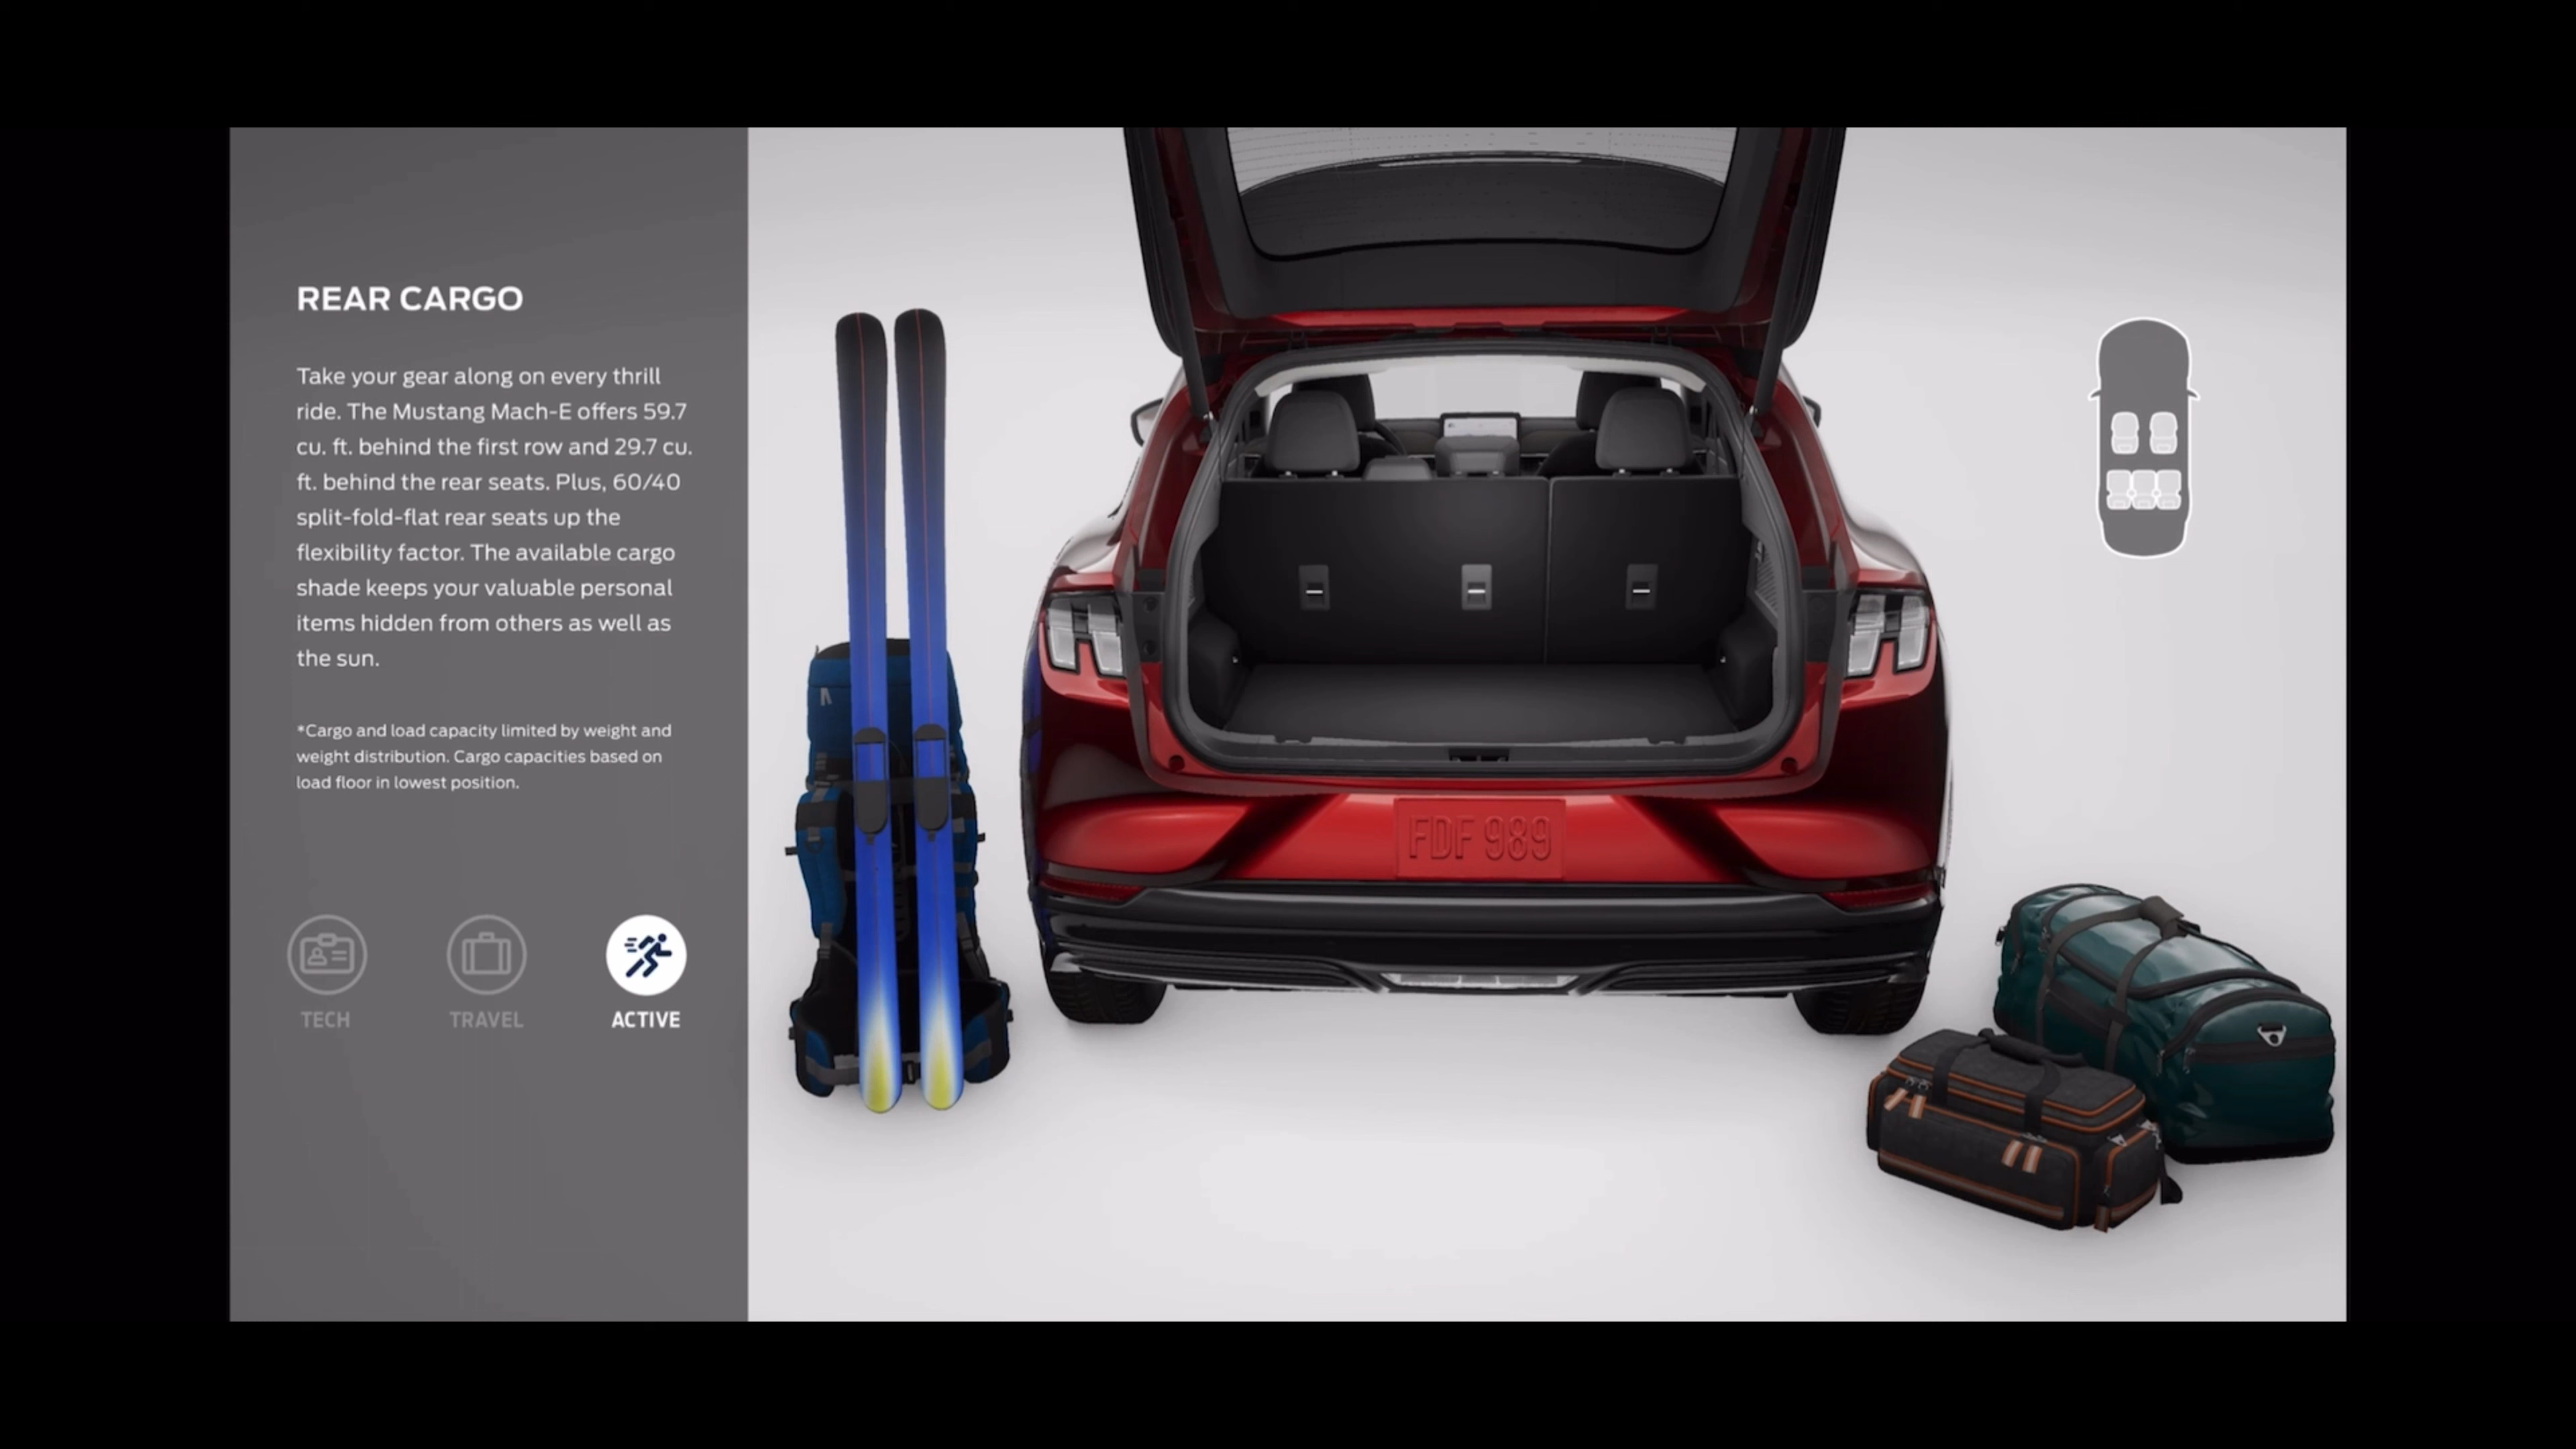 REAR CARGO
Take your gear along on every thrill
ride. The Mustang Mach-E offers 59.7
cu. ft. behind the first row and 29.7 cu.
ft. behind the rear seats. Plus, 60/40
split-fold-flat rear seats up the
flexibility factor. The available cargo
shade keeps your valuable personal
items hidden from others as well as
the sun.
*Cargo and load capacity limited by weight and
weight distribution. Cargo capacities based on
load floor in lowest position.
TECH
TRAVEL
ACTIVE
FDF 989